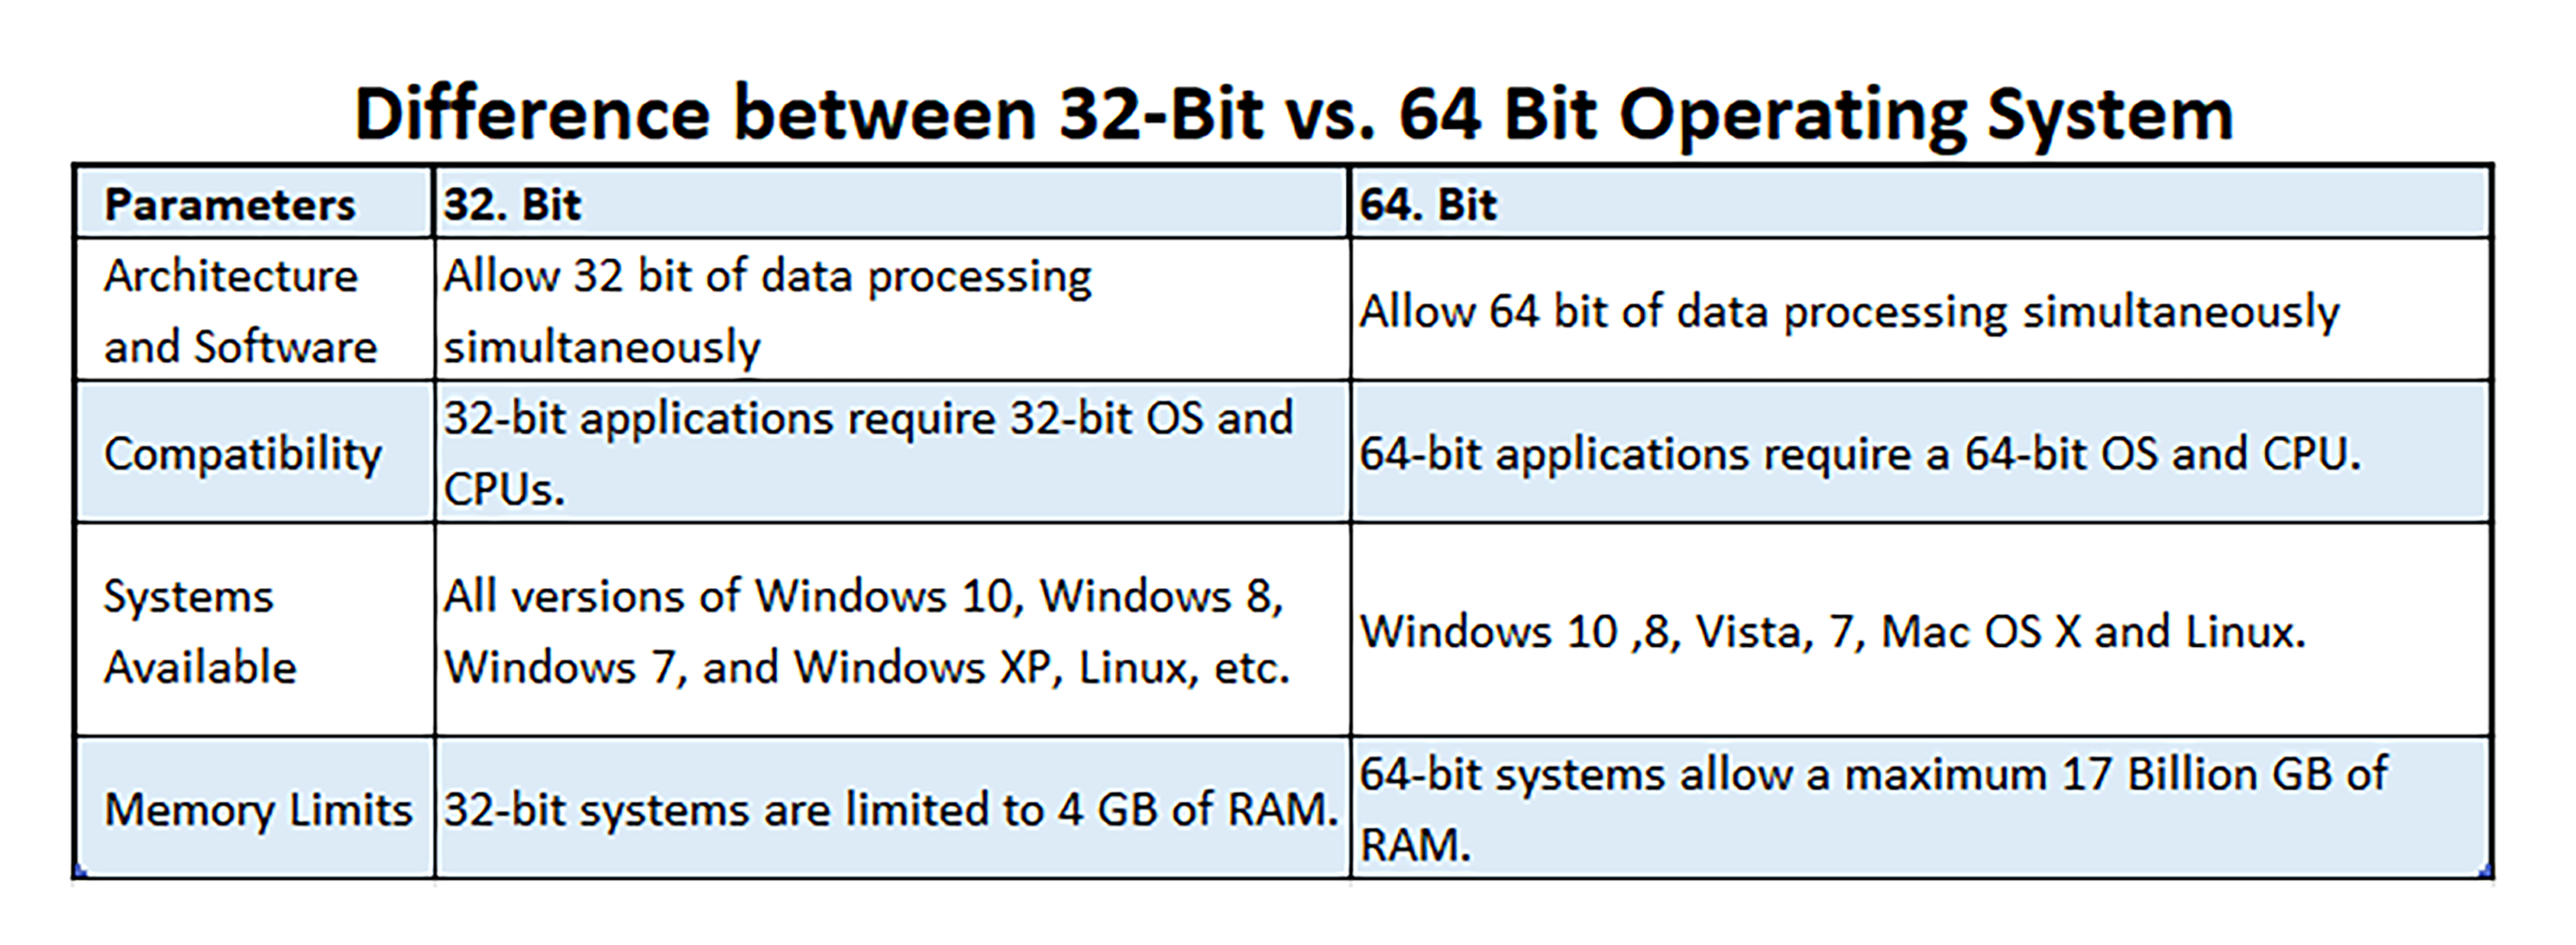 Difference between 32-Bit vs. 64 Bit Operating System
Parameters
32. Bit
64. Bit
Architecture
and Software
Allow 32 bit of data processing
simultaneously
Allow 64 bit of data processing simultaneously
Compatibility
32-bit applications require 32-bit OS and
CPUs.
64-bit applications require a 64-bit OS and CPU.
Systems
Available
All versions of Windows 10, Windows 8,
Windows 7, and Windows XP, Linux, etc.
Windows 10 ,8, Vista, 7, Mac OS X and Linux.
Memory Limits
32-bit systems are limited to 4 GB of RAM.
64-bit systems allow a maximum 17 Billion GB of
RAM.